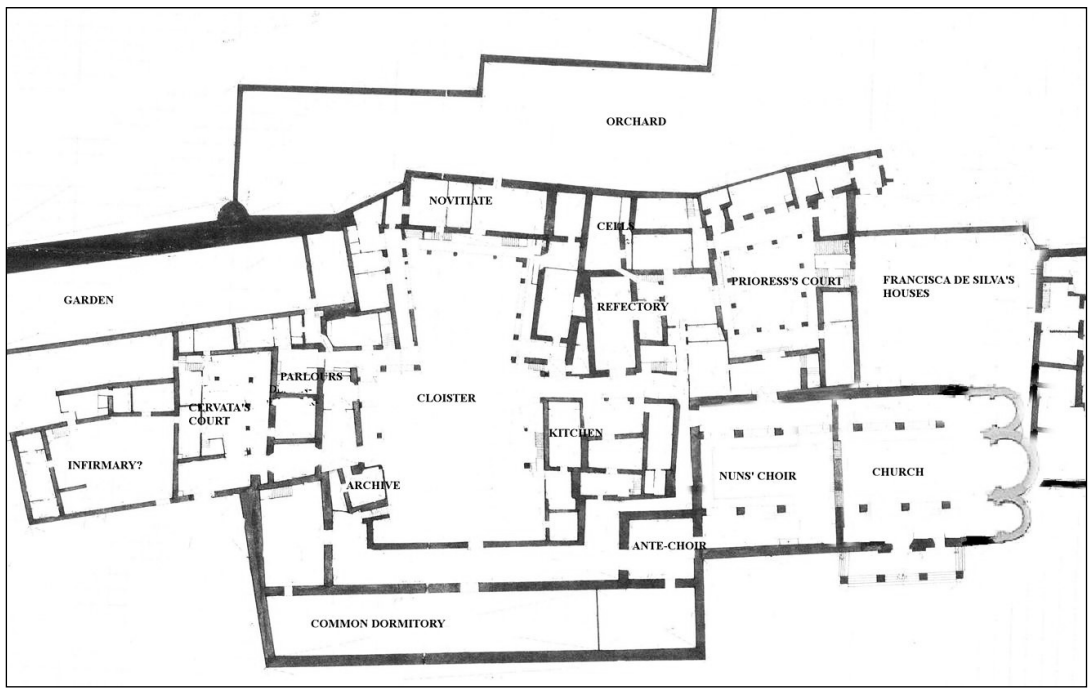 ORCHARD
NOVITIATE
CELLS
PRIORESS'S COURT
FRANCISCA DE SILVA'S
HOUSES
GARDEN
REFECTORY
PARLOURS
CLOISTER
CERVATA'S
COURT
KITCHEN
INFIRMARY?
ARCHIVE
NUNS' CHOIR
CHURCH
ANTE-CHOIR
COMMON DORMITORY